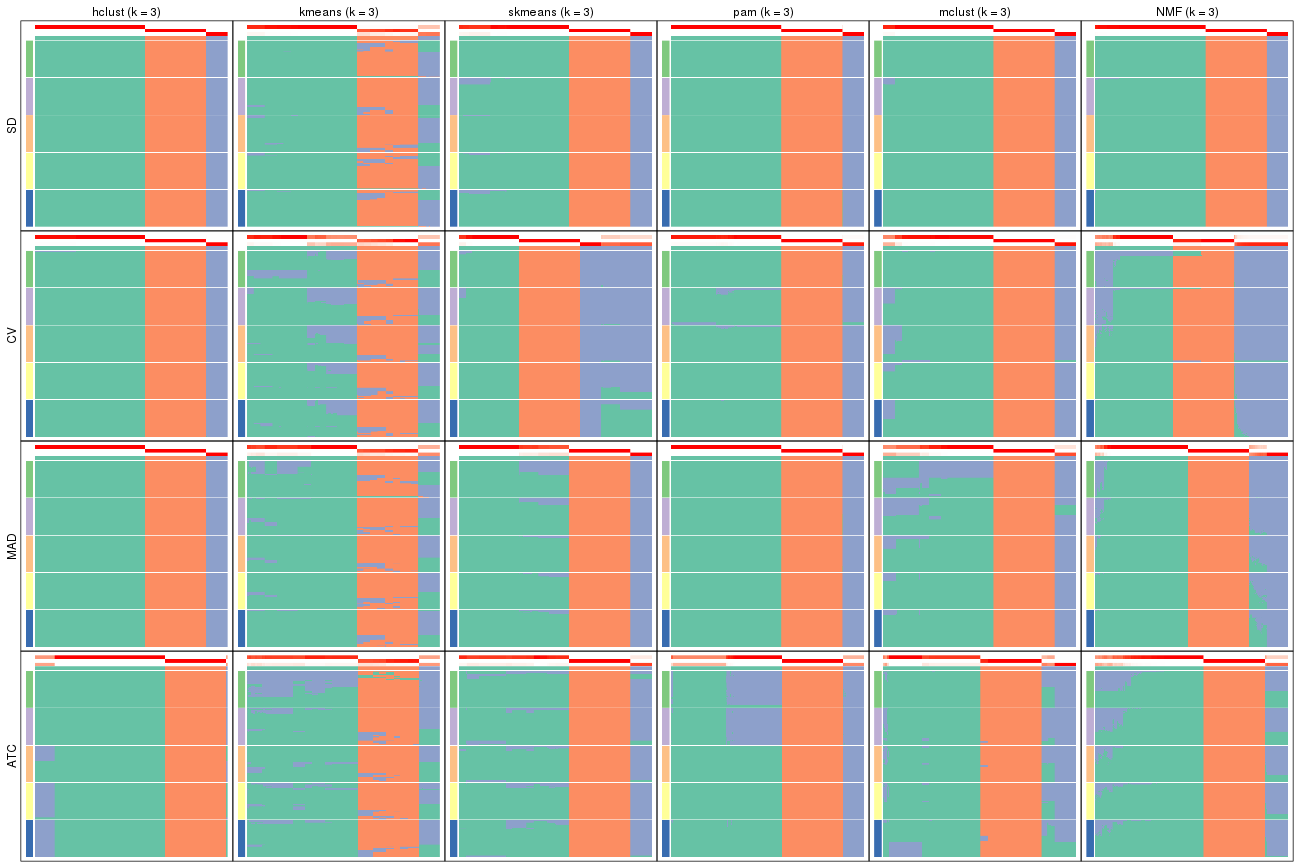 hclust (k = 3) kmeans (k = 3) skmeans (k = 3) pam (k = 3) mclust (k = 3) NMF (k = 3)
SD
CV
MAD
ATC